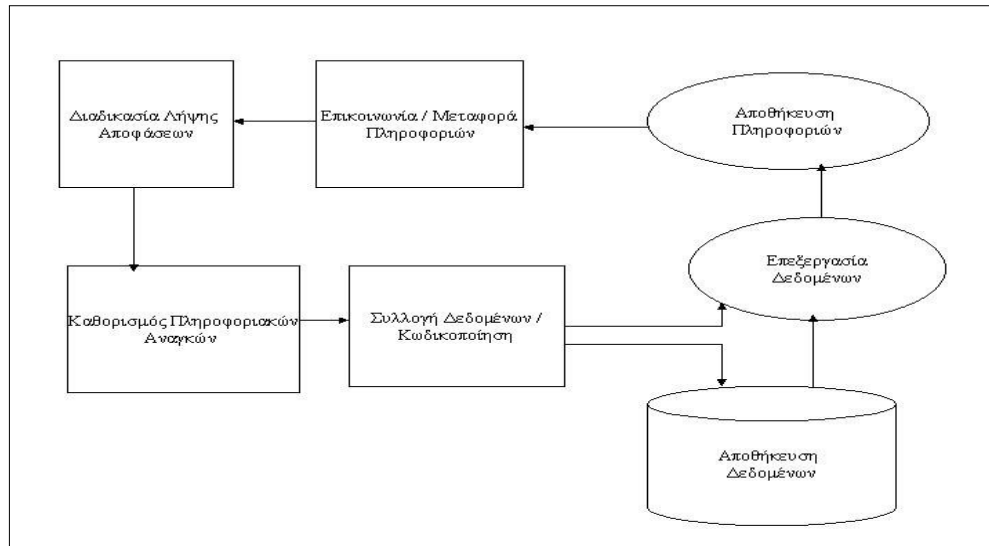 Διαδικασία Λήψης
Αποφάσεων
Επικοινωνία / Μεταφορά
Πληροφοριών
Αποθήκευση
Πληροφοριών
Επεξεργασία
Δεδομένων
Καθορισμός Πληροφοριακών
Αναγκών
Συλλογή Δεδομένων /
Κωδικοποίηση
Αποθήκευση
Δεδομένων